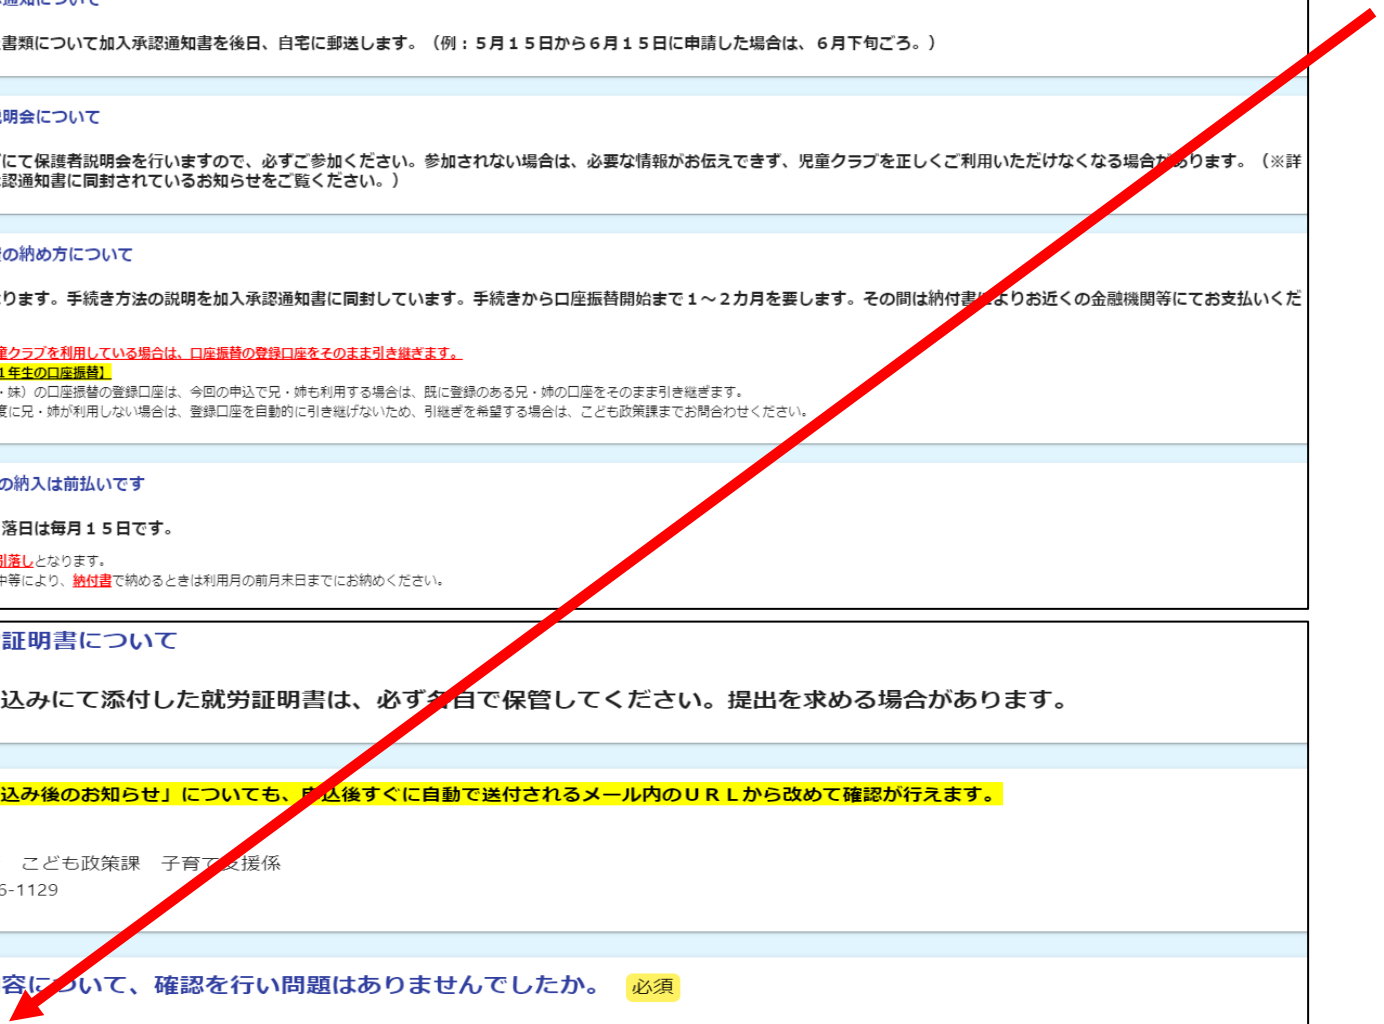 書類について加入承認通知書を後日、自宅に郵送します。（例：５月１５日から６月１５日に申請した場合は、６月下旬ごろ。）
明会について
にて保護者説明会を行いますので、必ずご参加ください。参加されない場合は、必要な情報がお伝えできず、児童クラブを正しくご利用いただけなくなる場合があります。（※詳
認通知書に同封されているお知らせをご覧ください。）
の納め方について
ります。手続き方法の説明を加入承認通知書に同封しています。手続きから口座振替開始まで１～２カ月を要します。その間は納付書によりお近くの金融機関等にてお支払いくだ
童クラブを利用している場合は、口座振替の登録口座をそのまま引き継ぎます。
１年生の口座振替】
・妹）の口座振替の登録口座は、今回の申込で兄・姉も利用する場合は、既に登録のある兄・姉の口座をそのまま引き継ぎます。
度に兄・姉が利用しない場合は、登録口座を自動的に引き継げないため、引継ぎを希望する場合は、こども政策課までお問合わせください。
の納入は前払いです
落日は毎月１５日です。
引落しとなります。
中等により、納付書で納めるときは利用月の前月末日までにお納めください。
証明書について
込みにて添付した就労証明書は、必ず各自で保管してください。提出を求める場合があります。
込み後のお知らせ」についても、申込後すぐに自動で送付されるメール内のＵＲＬから改めて確認が行えます。
こども政策課　子育て支援係
6-1129
容について、確認を行い問題はありませんでしたか。 必須